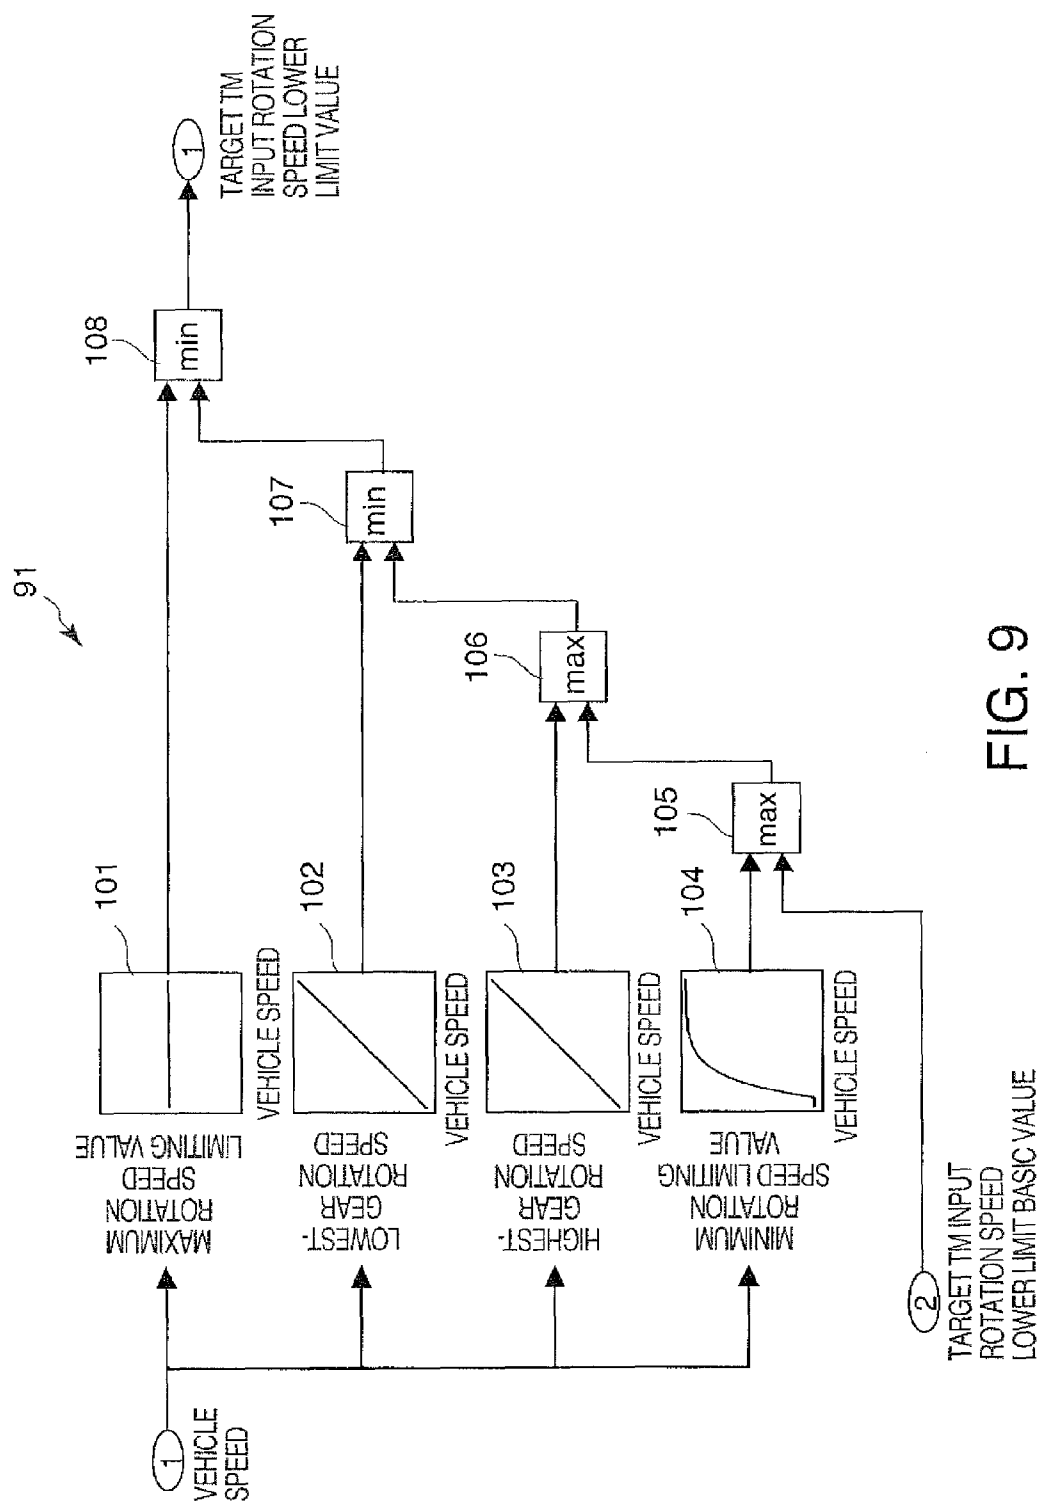 91
1
VEHICLE
SPEED
MAXIMUM
ROTATION
SPEED
LIMITING VALUE
101
VEHICLE SPEED
108
min
1
TARGET TM
INPUT ROTATION
SPEED LOWER
LIMIT VALUE
LOWEST-
GEAR
ROTATION
SPEED
102
VEHICLE SPEED
107
min
HIGHEST-
GEAR
ROTATION
SPEED
103
VEHICLE SPEED
106
max
MINIMUM
ROTATION
SPEED LIMITING
VALUE
104
VEHICLE SPEED
105
max
2
TARGET TM INPUT
ROTATION SPEED
LOWER LIMIT BASIC VALUE
FIG. 9